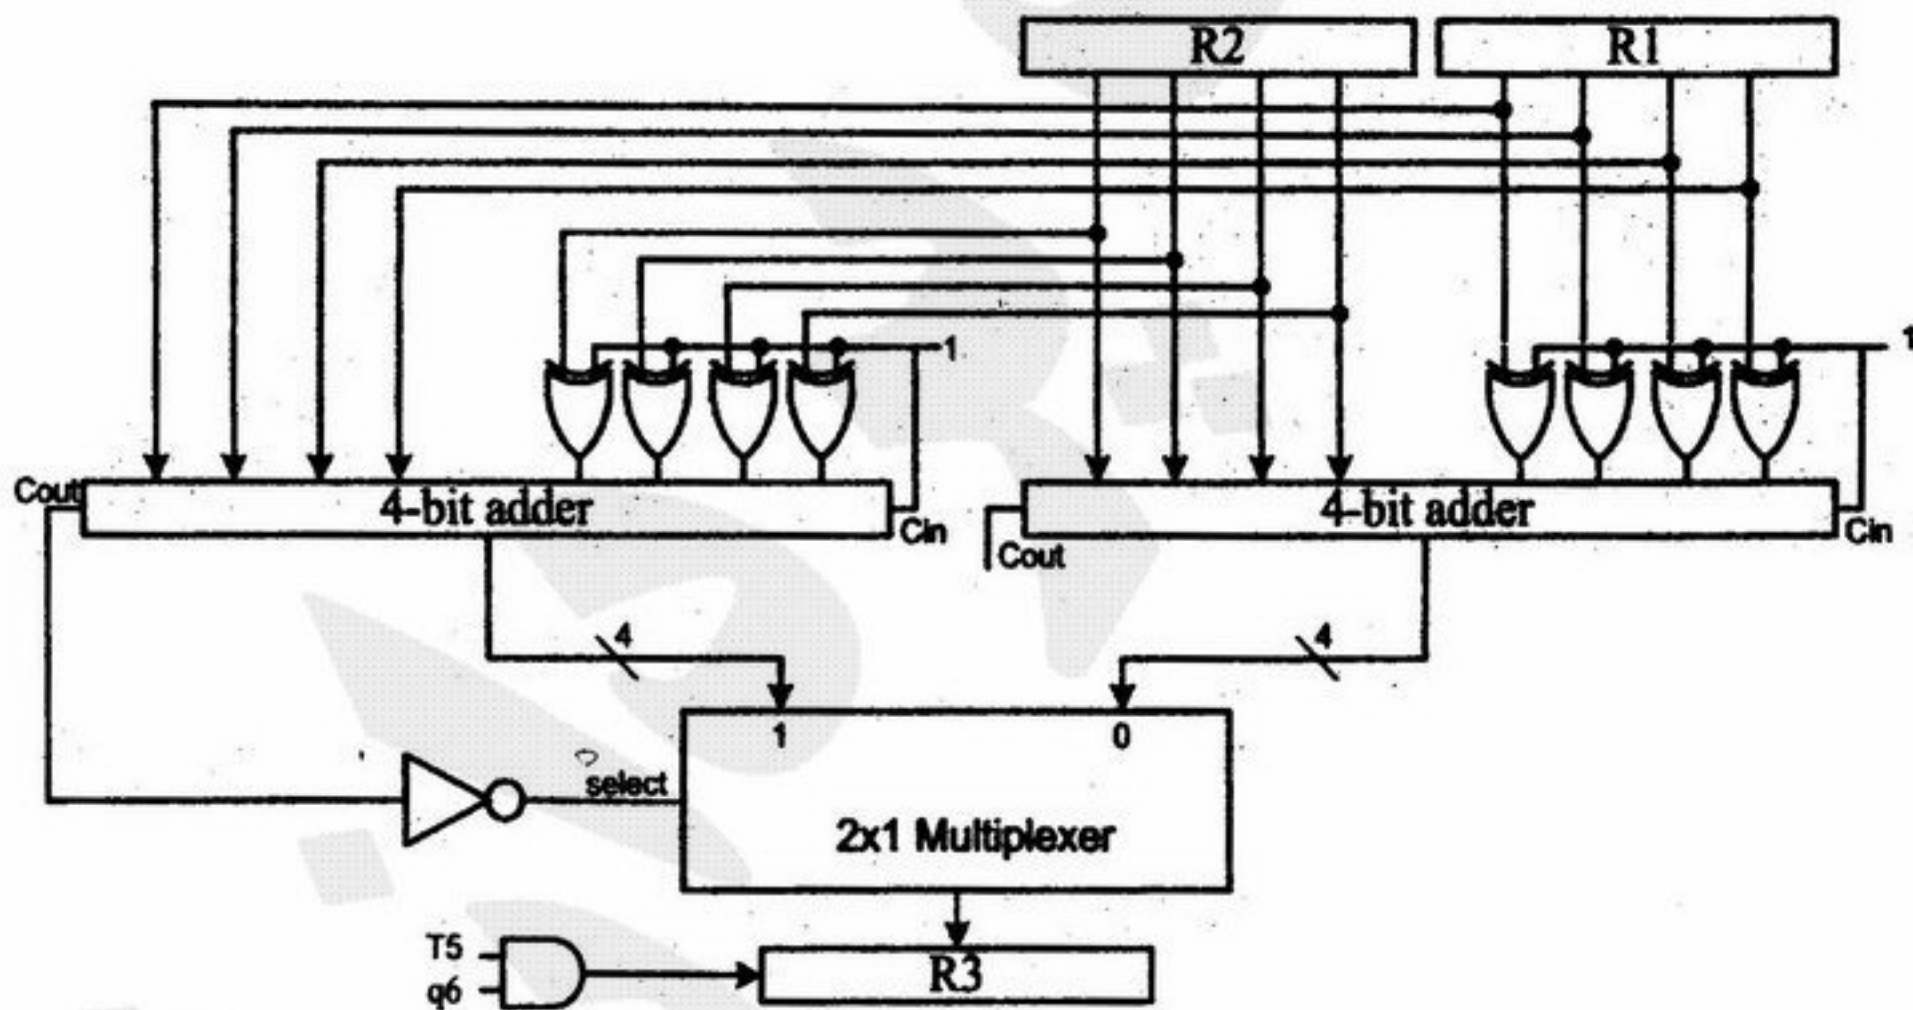 R2
R1
1
1
Cout
4-bit adder
Cin
4-bit adder
Cin
Cout
4
4
1
0
select
2x1 Multiplexer
T5
q6
R3